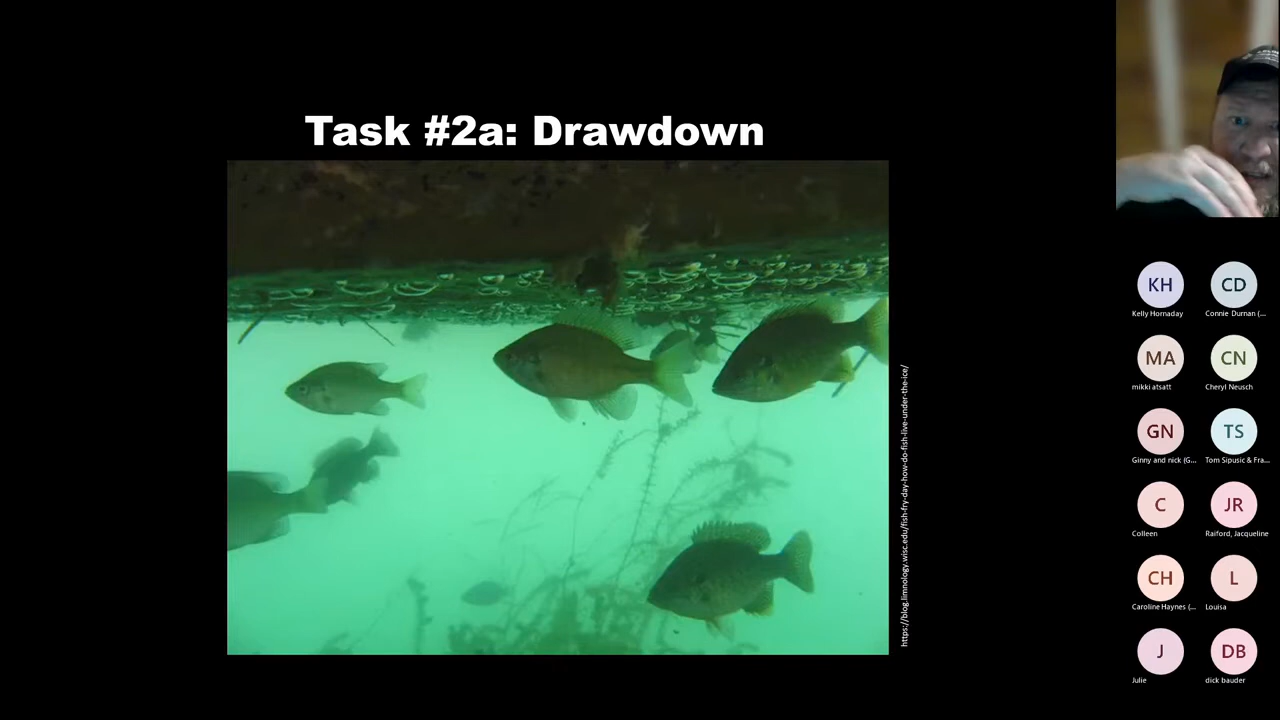 Task #2a: Drawdown
https://blog.limnology.wisc.edu/fish-fry-day-how-do-fish-live-under-the-ice/
KH
CD
Kelly Hornaday
Connie Durnan (...
MA
CN
mikki atsatt
Cheryl Neusch
GN
TS
Ginny and nick (G...
Tom Sipusic & Fra...
C
JR
Colleen
Raiford, Jacqueline
CH
L
Caroline Haynes (...
Louisa
J
DB
Julie
dick bauder